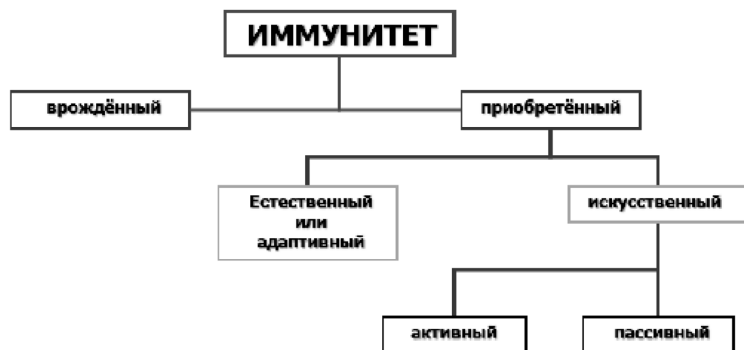 ИММУНИТЕТ
врождённый
приобретённый
Естественный
или
адаптивный
искусственный
активный
пассивный